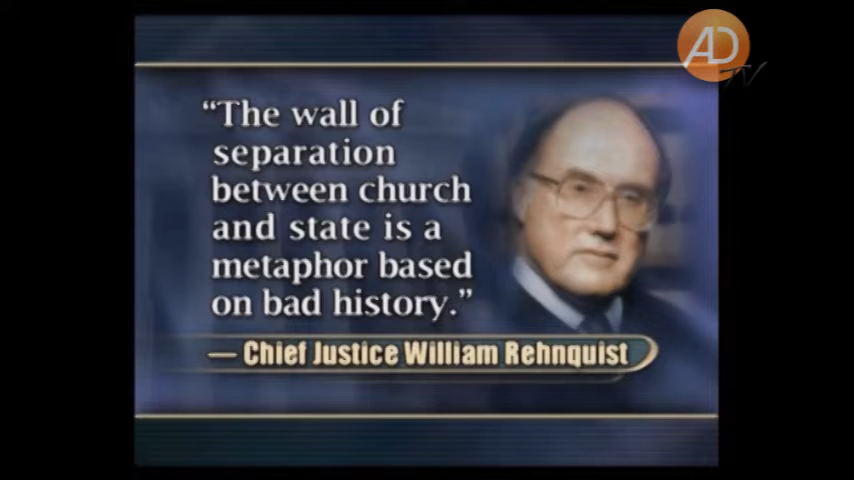 AD
TV
“The wall of
separation
between church
and state is a
metaphor based
on bad history.”
— Chief Justice William Rehnquist